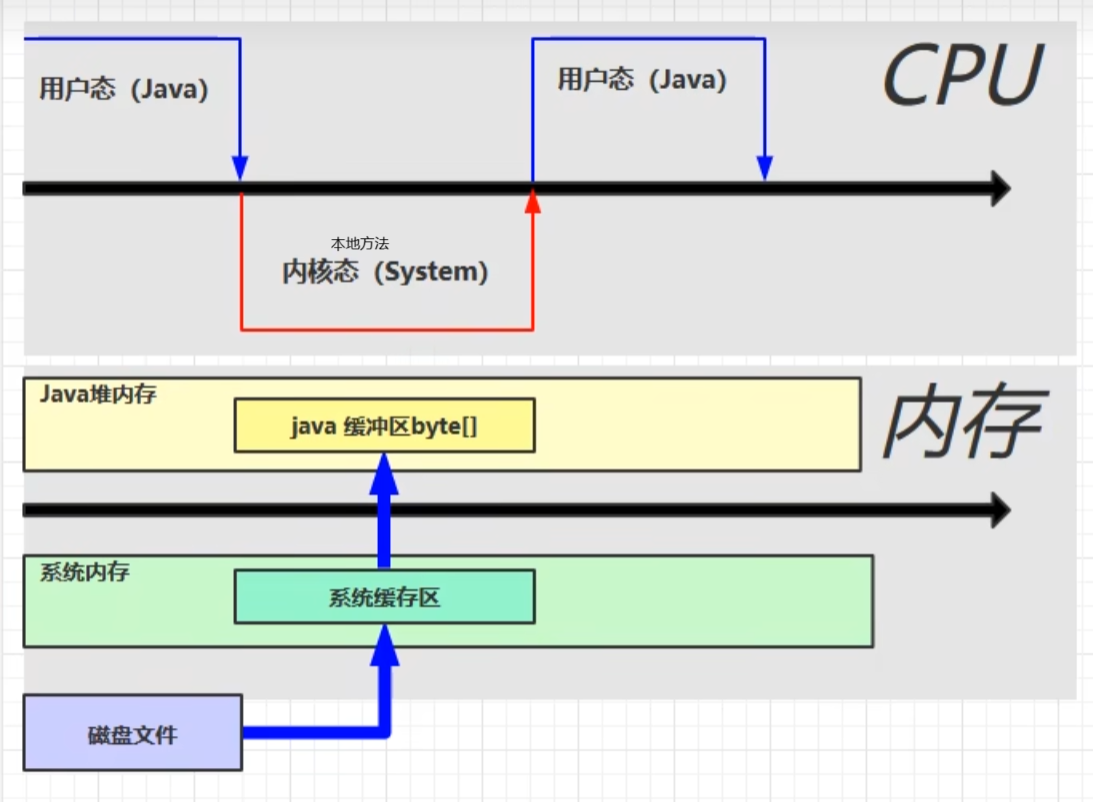 CPU
用户态（Java）
用户态（Java）
本地方法
内核态（System）
内存
Java堆内存
java 缓冲区byte[]
系统内存
系统缓存区
磁盘文件